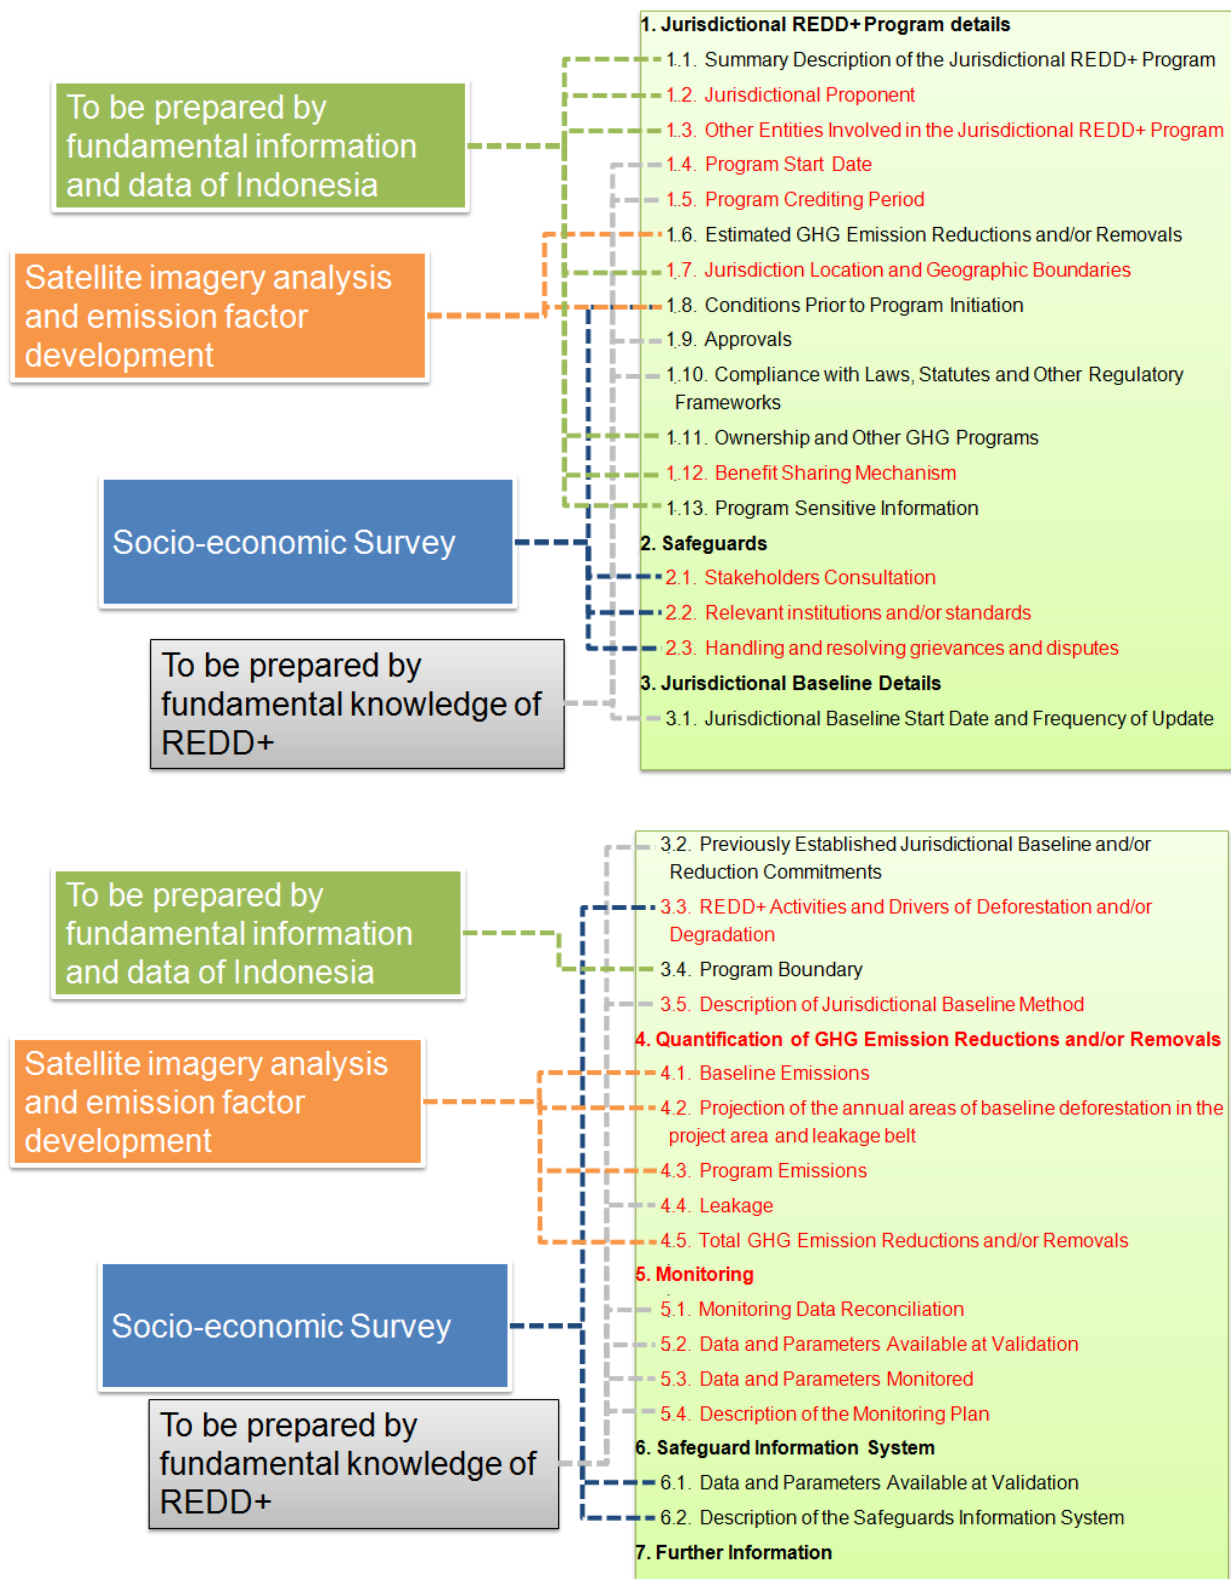 To be prepared by
fundamental information
and data of Indonesia
Satellite imagery analysis
and emission factor
development
Socio-economic Survey
To be prepared by
fundamental knowledge of
REDD+
1. Jurisdictional REDD+ Program details
1.1. Summary Description of the Jurisdictional REDD+ Program
1.2. Jurisdictional Proponent
1.3. Other Entities Involved in the Jurisdictional REDD+ Program
1.4. Program Start Date
1.5. Program Crediting Period
1.6. Estimated GHG Emission Reductions and/or Removals
1.7. Jurisdiction Location and Geographic Boundaries
1.8. Conditions Prior to Program Initiation
1.9. Approvals
1.10. Compliance with Laws, Statutes and Other Regulatory
Frameworks
1.11. Ownership and Other GHG Programs
1.12. Benefit Sharing Mechanism
1.13. Program Sensitive Information
2. Safeguards
2.1. Stakeholders Consultation
2.2. Relevant institutions and/or standards
2.3. Handling and resolving grievances and disputes
3. Jurisdictional Baseline Details
3.1. Jurisdictional Baseline Start Date and Frequency of Update
To be prepared by
fundamental information
and data of Indonesia
Satellite imagery analysis
and emission factor
development
Socio-economic Survey
To be prepared by
fundamental knowledge of
REDD+
3.2. Previously Established Jurisdictional Baseline and/or
Reduction Commitments
3.3. REDD+ Activities and Drivers of Deforestation and/or
Degradation
3.4. Program Boundary
3.5. Description of Jurisdictional Baseline Method
4. Quantification of GHG Emission Reductions and/or Removals
4.1. Baseline Emissions
4.2. Projection of the annual areas of baseline deforestation in the
project area and leakage belt
4.3. Program Emissions
4.4. Leakage
4.5. Total GHG Emission Reductions and/or Removals
5. Monitoring
5.1. Monitoring Data Reconciliation
5.2. Data and Parameters Available at Validation
5.3. Data and Parameters Monitored
5.4. Description of the Monitoring Plan
6. Safeguard Information System
6.1. Data and Parameters Available at Validation
6.2. Description of the Safeguards Information System
7. Further Information